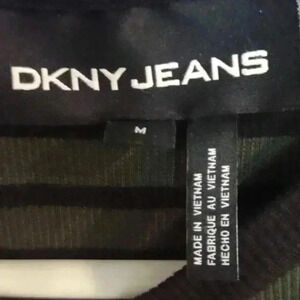 DKNY JEANS
M
MADE IN VIETNAM
FABRIQUE AU VIETNAM
HECHO EN VIETNAM